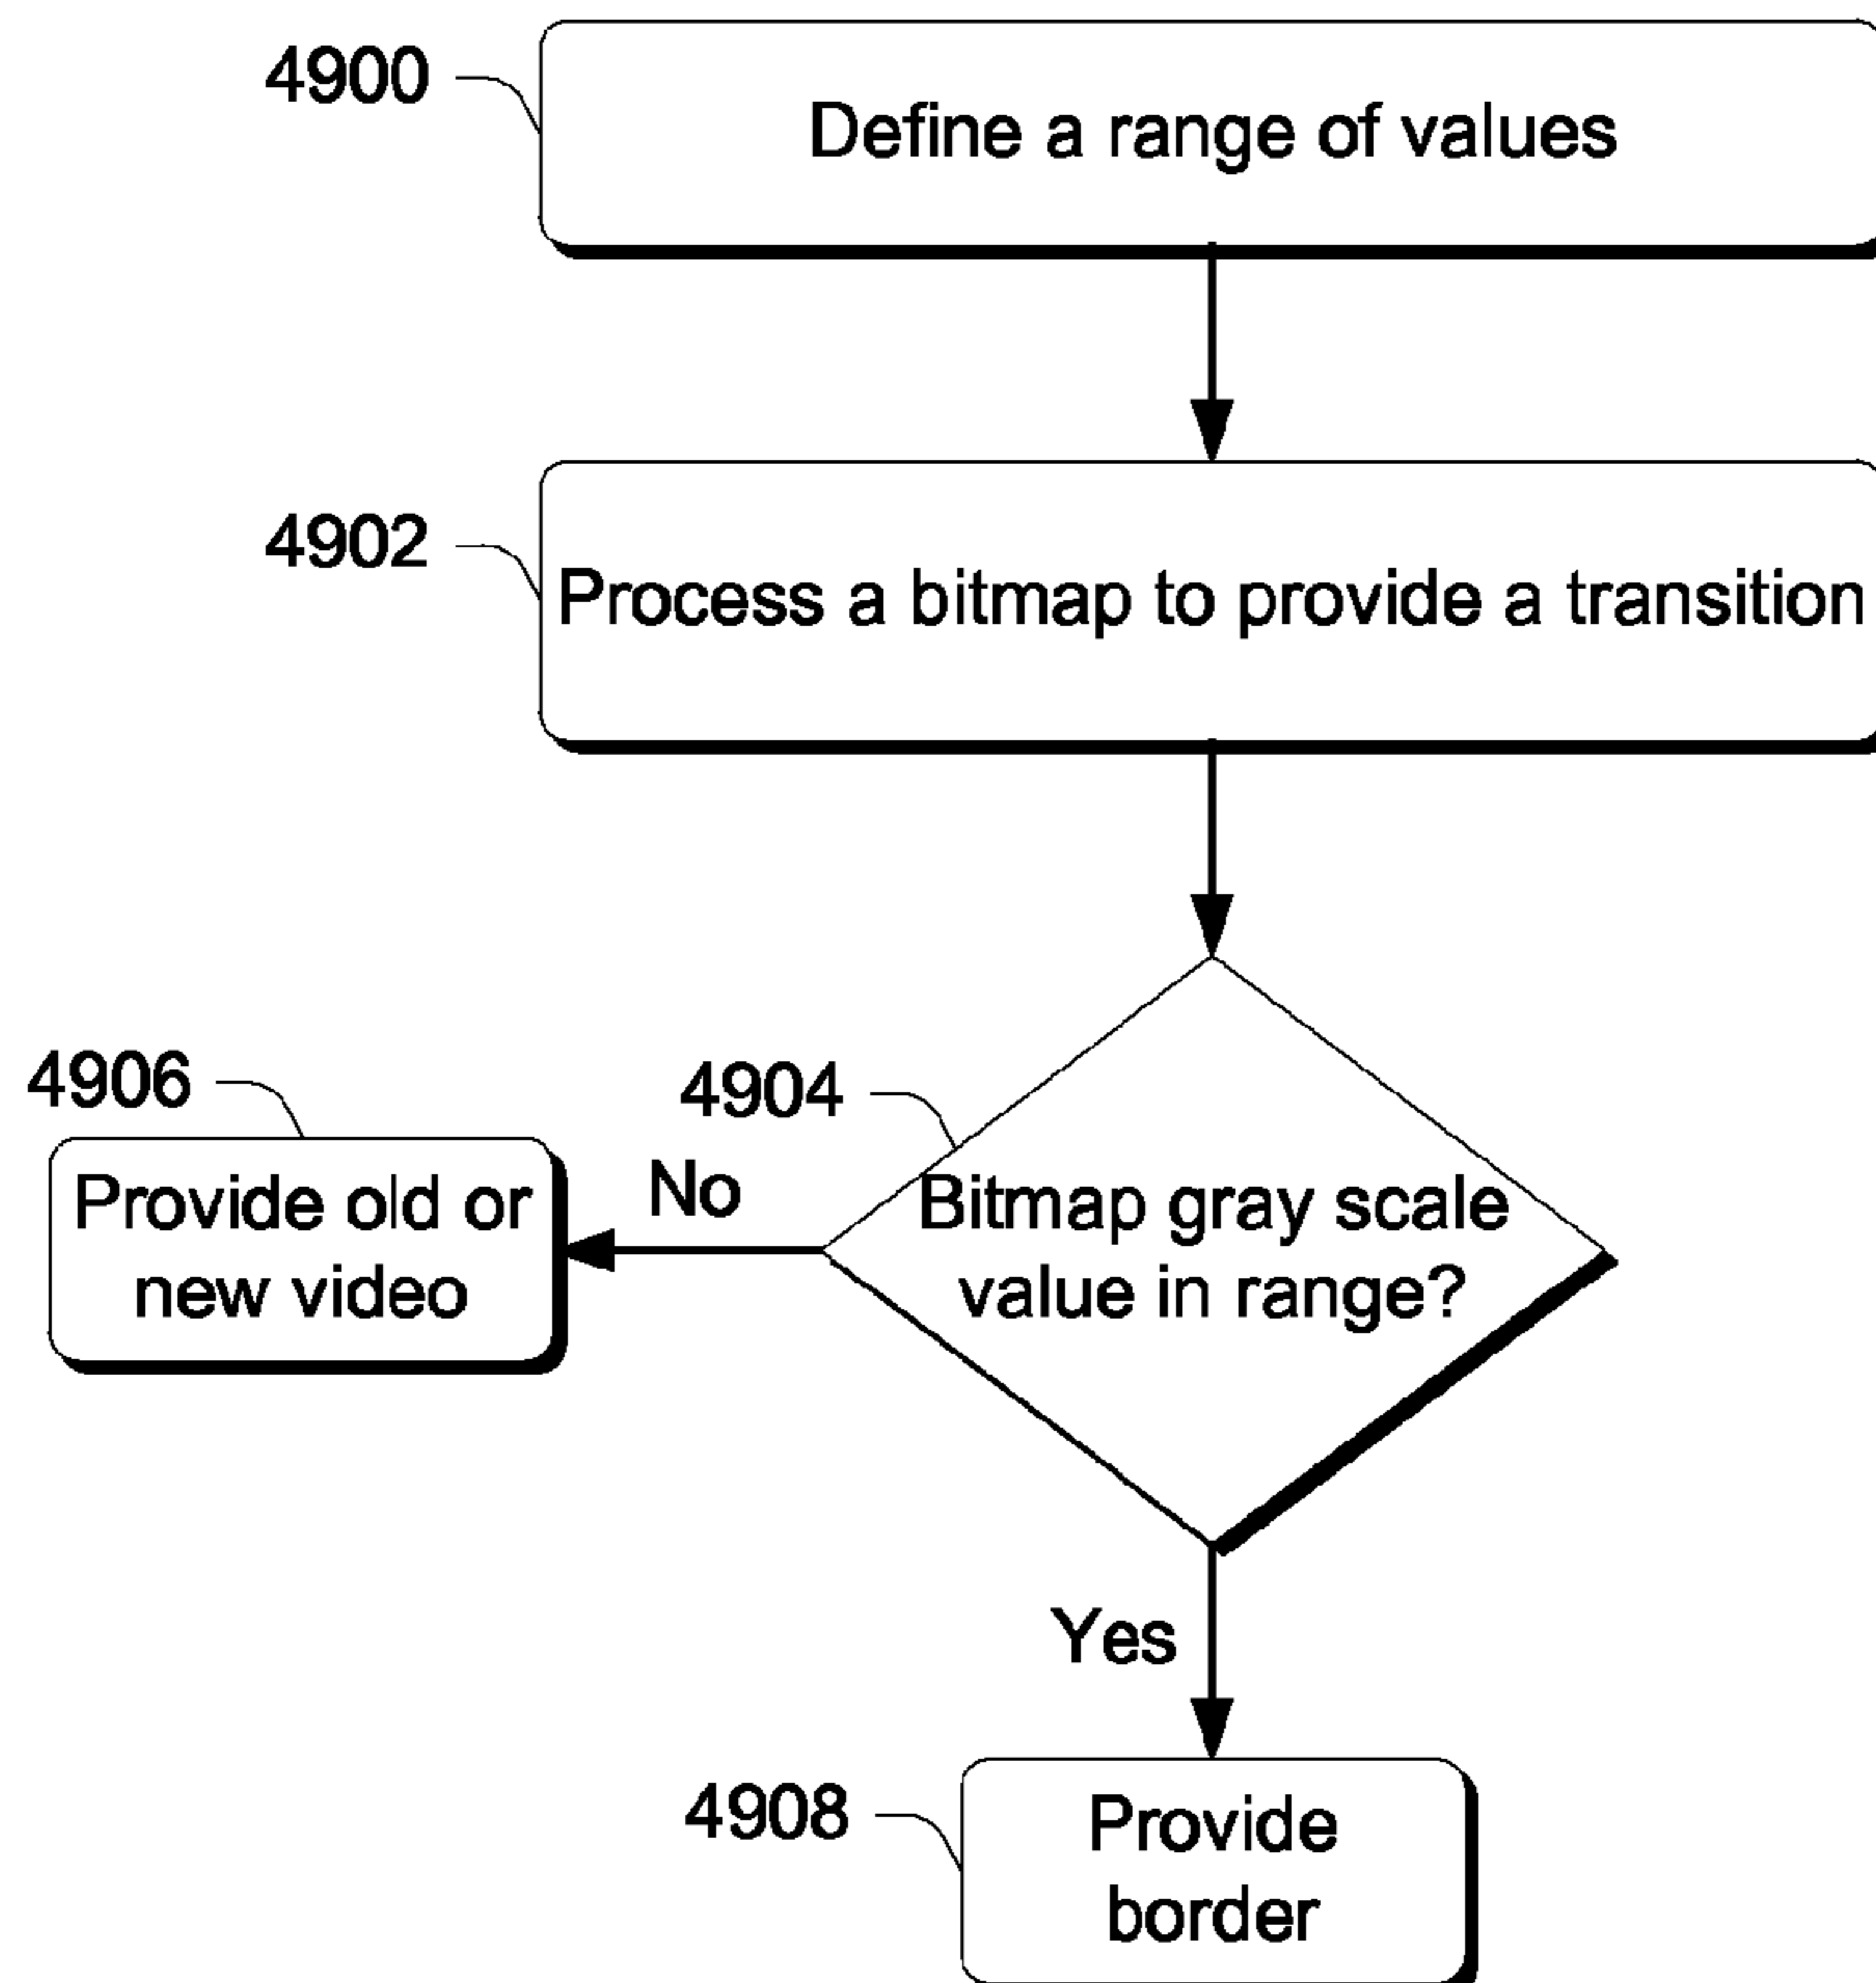 4900
Define a range of values
4902
Process a bitmap to provide a transition
4906
4904
Provide old or
new video
No
Bitmap gray scale
value in range?
Yes
4908
Provide
border